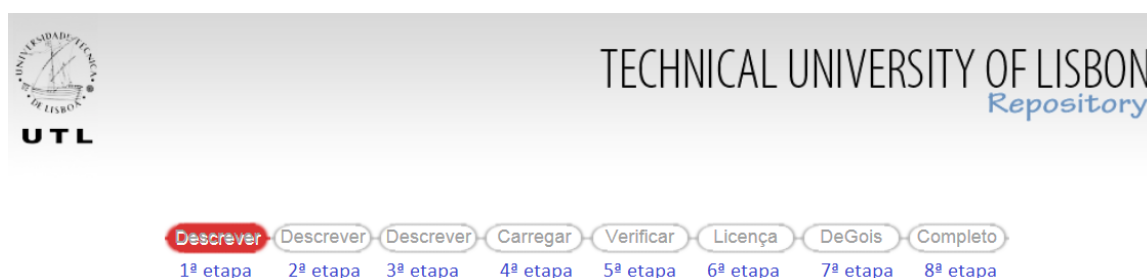 UNIVERSIDADE TECNICA
DE LISBOA
UTL
TECHNICAL UNIVERSITY OF LISBON
Repository
Descrever Descrever Descrever Carregar Verificar Licença DeGois Completo
1ª etapa 2ª etapa 3ª etapa 4ª etapa 5ª etapa 6ª etapa 7ª etapa 8ª etapa